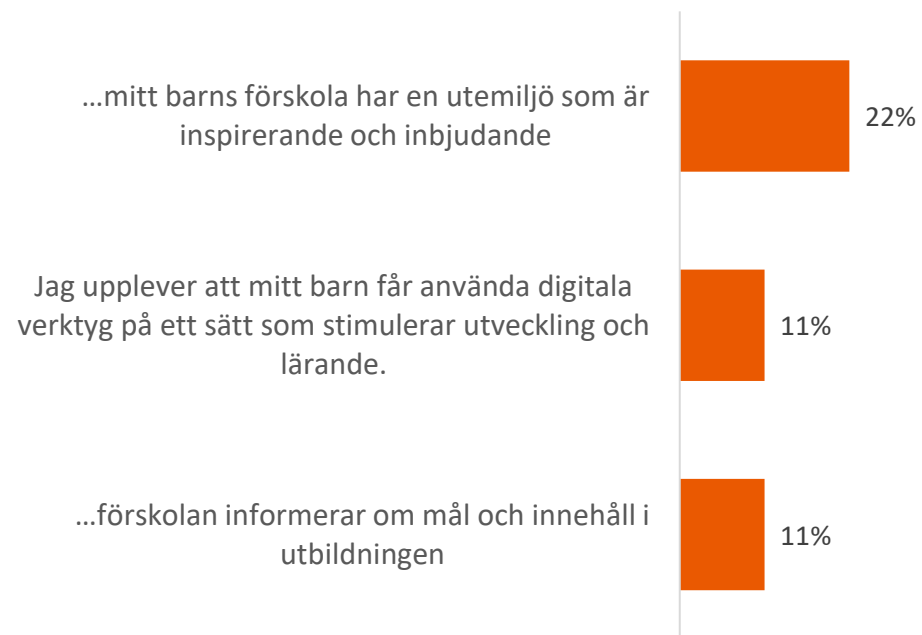 ...mitt barns förskola har en utemiljö som är
inspirerande och inbjudande
22%
Jag upplever att mitt barn får använda digitala
verktyg på ett sätt som stimulerar utveckling och
lärande.
11%
...förskolan informerar om mål och innehåll i
utbildningen
11%